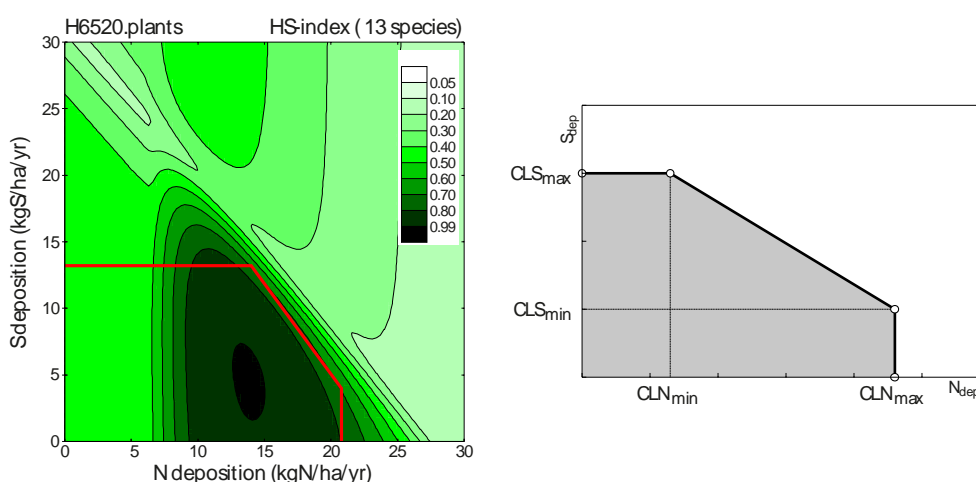 H6520.plants HS-index ( 13 species)
30
25
20
15
10
5
0
S deposition (kgS/ha/yr)
0.05
0.10
0.20
0.30
0.40
0.50
0.60
0.70
0.80
0.99
0 5 10 15 20 25 30
N deposition (kgN/ha/yr)
Sdep
CLSmax
CLSmin
CLNmin CLNmax Ndep